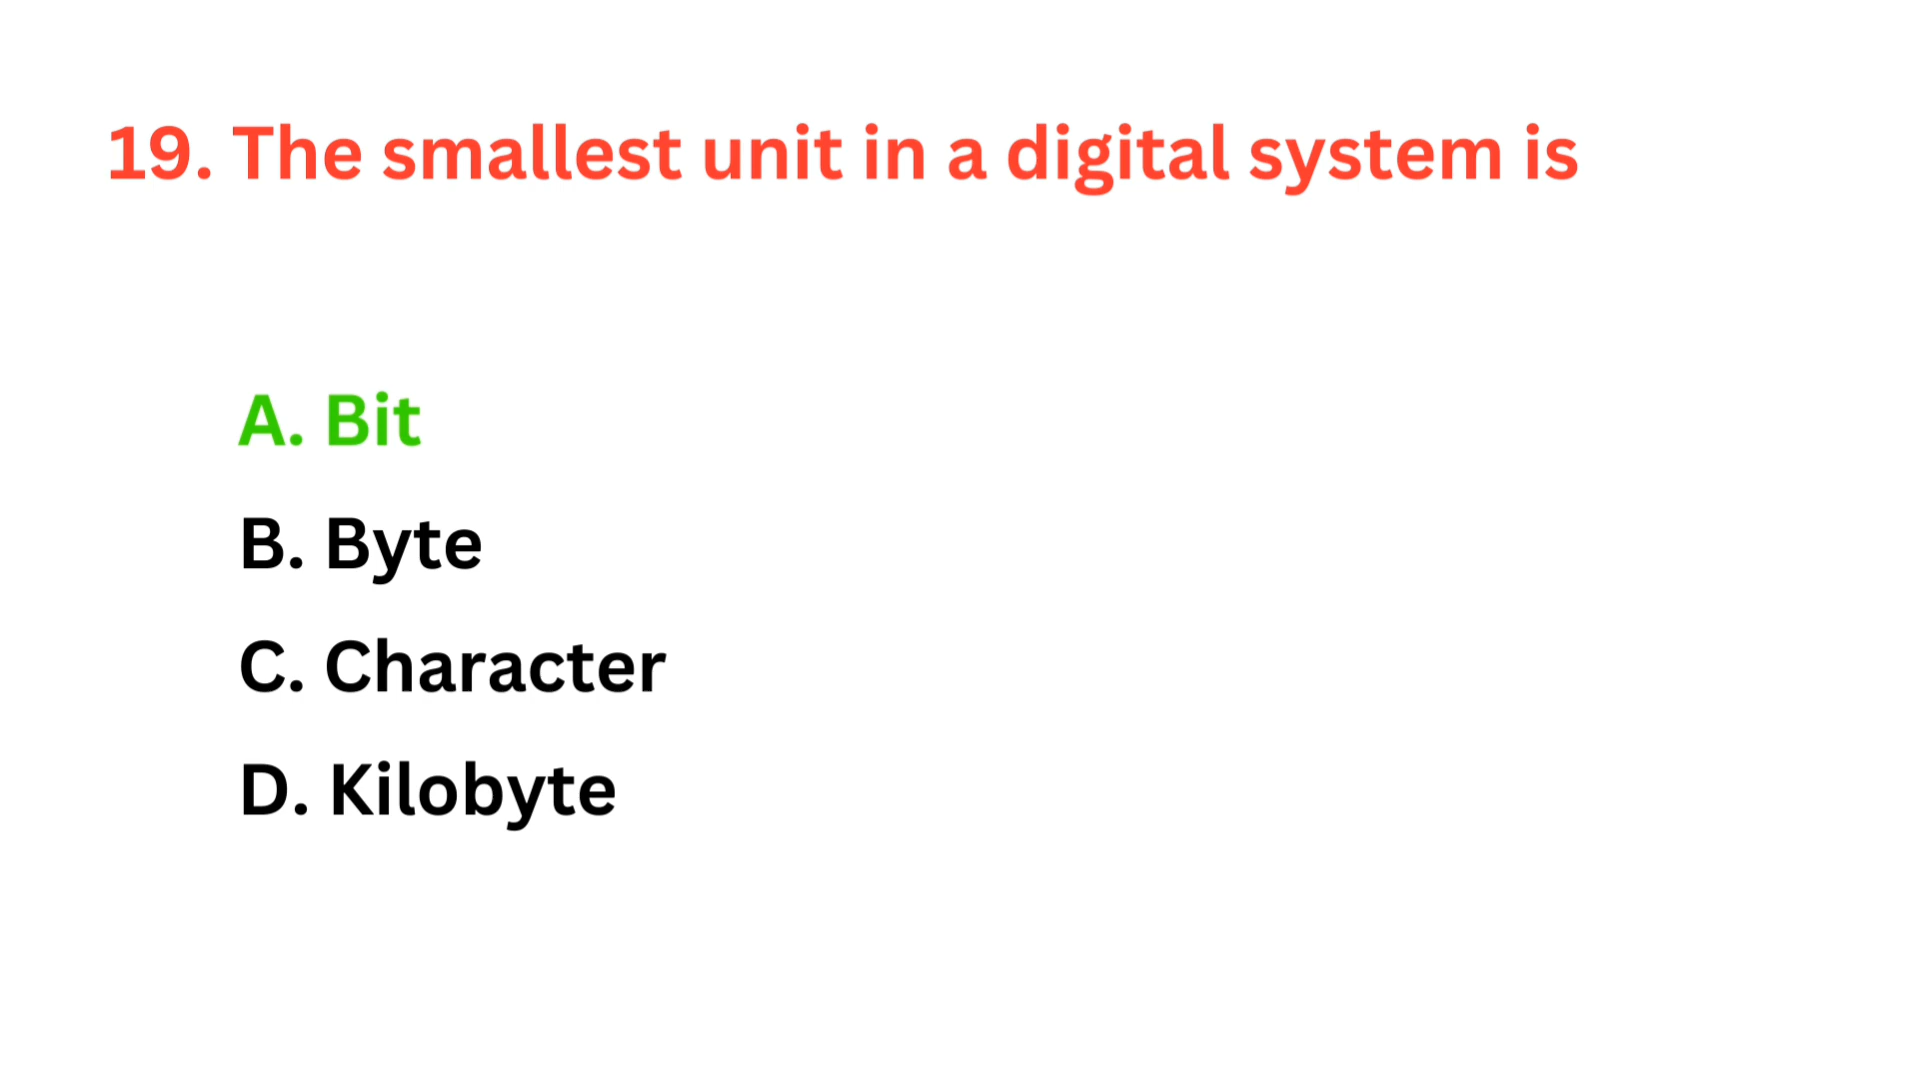 19. The smallest unit in a digital system is
A. Bit
B. Byte
C. Character
D. Kilobyte